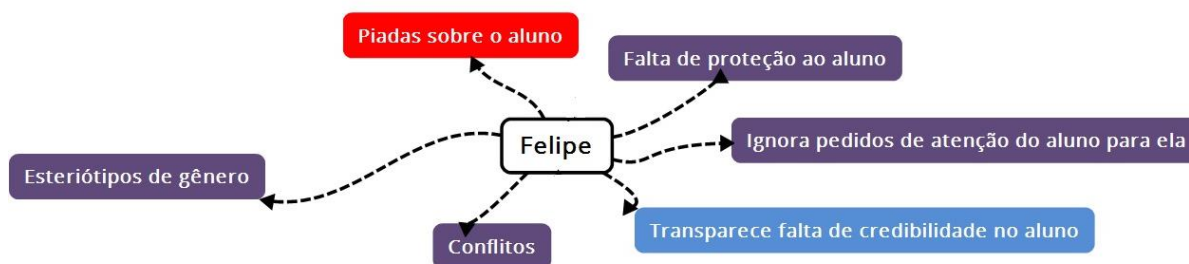 Piadas sobre o aluno
Falta de proteção ao aluno
Felipe
Ignora pedidos de atenção do aluno para ela
Esteriótipos de gênero
Transparece falta de credibilidade no aluno
Conflitos